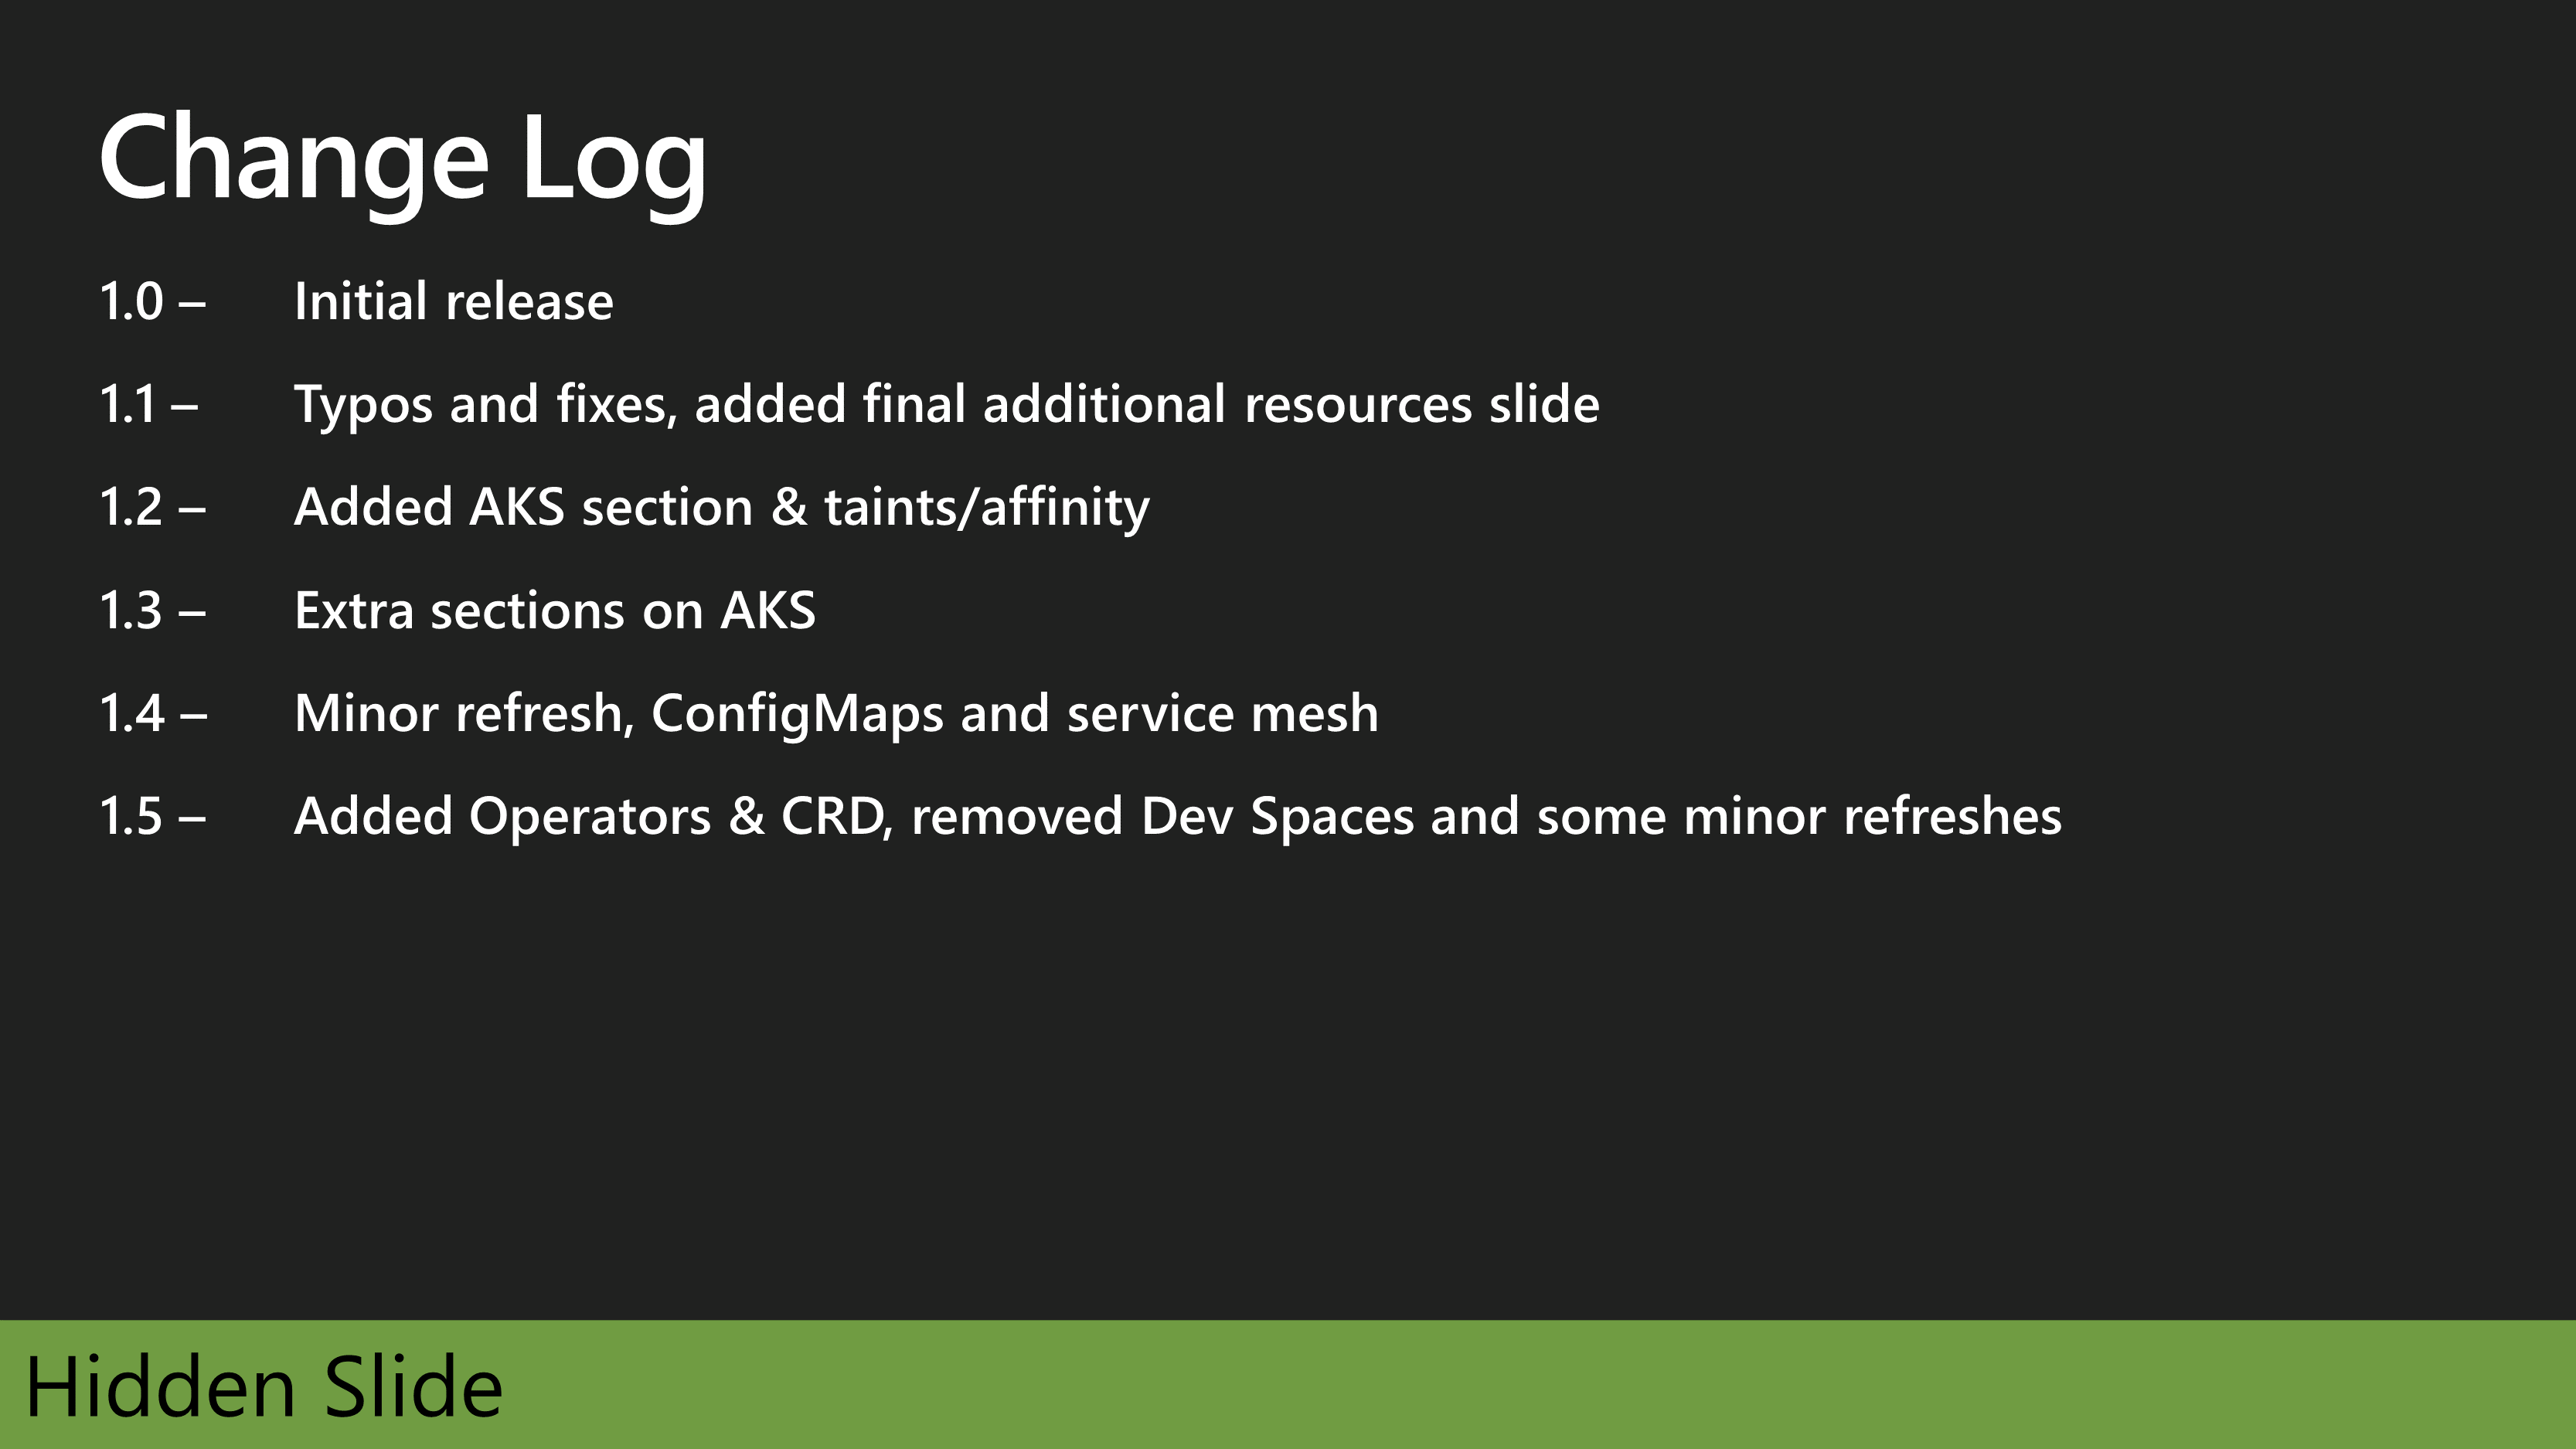 Change Log
1.0 – Initial release
1.1 – Typos and fixes, added final additional resources slide
1.2 – Added AKS section & taints/affinity
1.3 – Extra sections on AKS
1.4 – Minor refresh, ConfigMaps and service mesh
1.5 – Added Operators & CRD, removed Dev Spaces and some minor refreshes
Hidden Slide